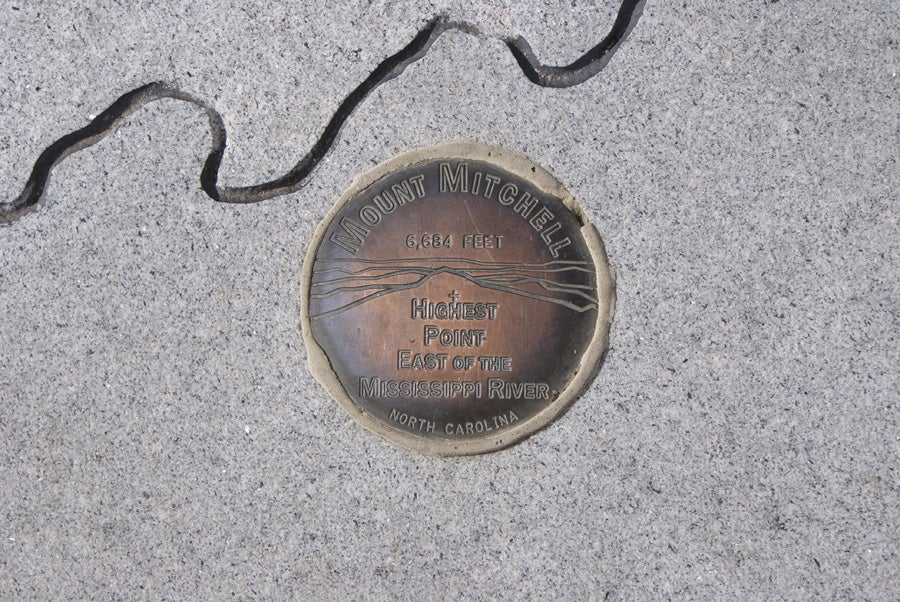 MOUNT MITCHELL
6,684 FEET
HIGHEST
POINT
EAST OF THE
MISSISSIPPI RIVER
NORTH CAROLINA